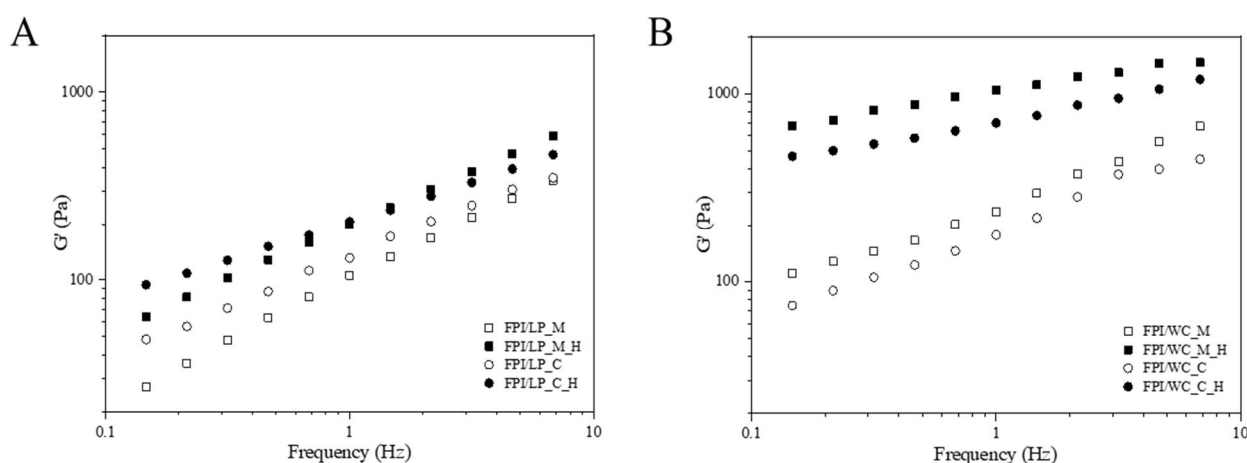 A
1000
100
G' (Pa)
FPI/LP_M
FPI/LP_M_H
FPI/LP_C
FPI/LP_C_H
0.1
1
10
Frequency (Hz)
B
1000
100
G' (Pa)
FPI/WC_M
FPI/WC_M_H
FPI/WC_C
FPI/WC_C_H
0.1
1
10
Frequency (Hz)